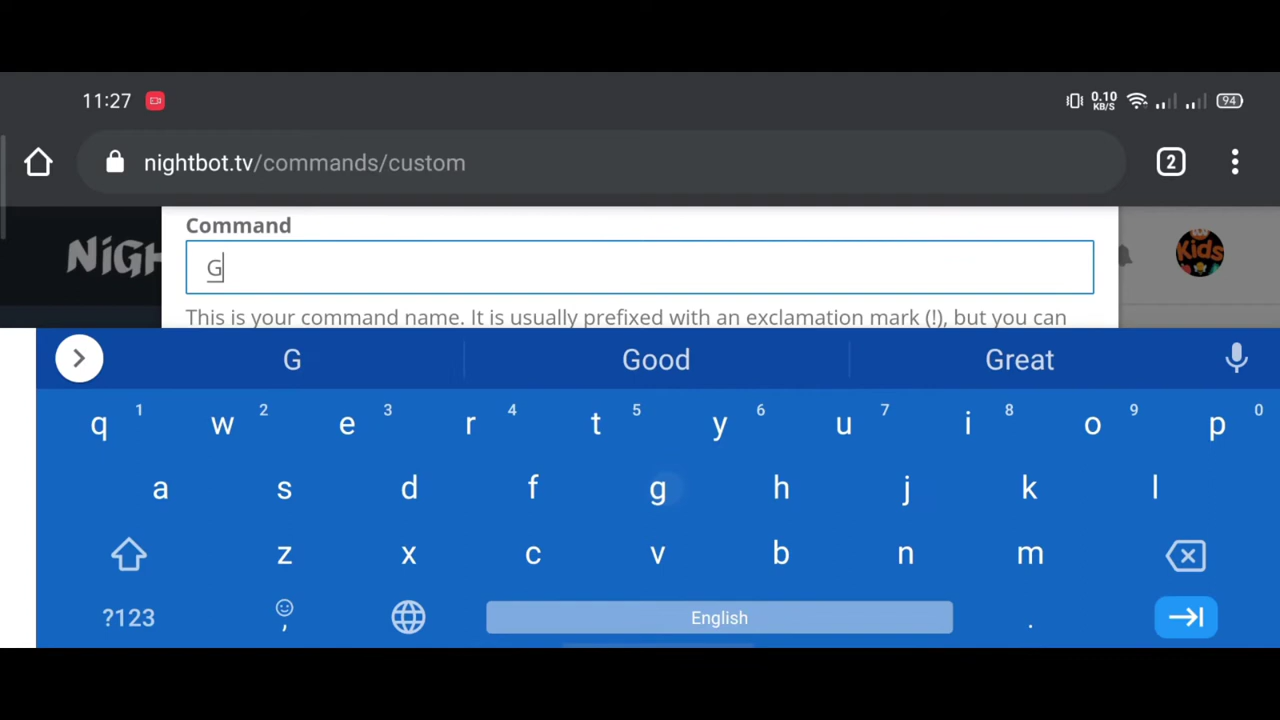 11:27
0.10
KB/S
94
nightbot.tv/commands/custom
2
NiGH
Kids
Command
G
This is your command name. It is usually prefixed with an exclamation mark (!), but you can
G Good Great
q 1 w 2 e 3 r 4 t 5 y 6 u 7 i 8 o 9 p 0
a s d f g h j k l
z x c v b n m
?123 , English .